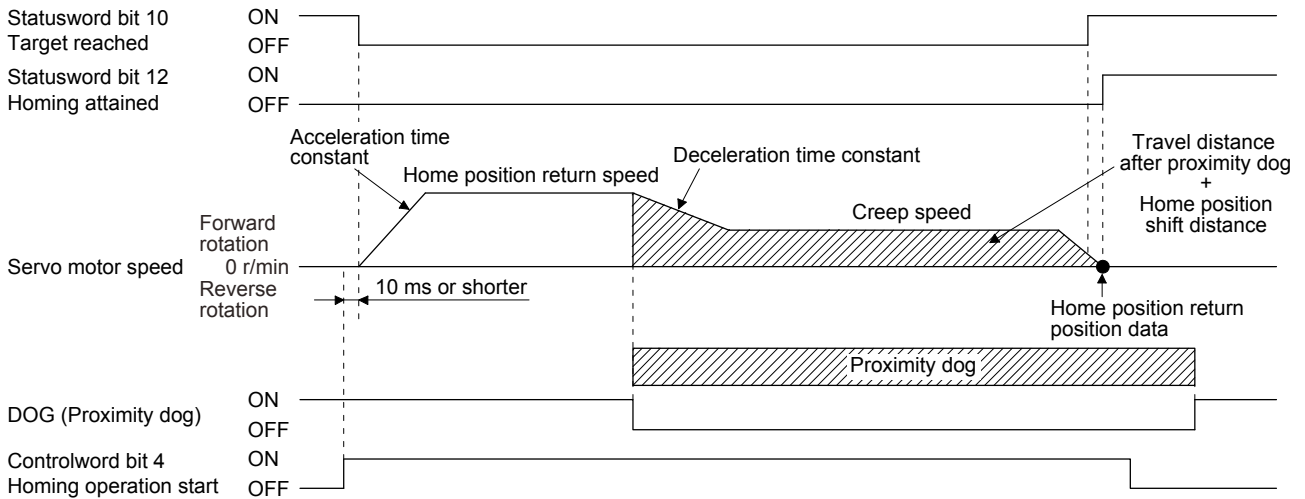 Statusword bit 10
Target reached
ON
OFF
Statusword bit 12
Homing attained
ON
OFF
Acceleration time
constant
Home position return speed
Deceleration time constant
Creep speed
Travel distance
after proximity dog
+
Home position
shift distance
Forward
rotation
Servo motor speed
0 r/min
Reverse
rotation
10 ms or shorter
Home position return
position data
Proximity dog
DOG (Proximity dog)
ON
OFF
Controlword bit 4
Homing operation start
ON
OFF